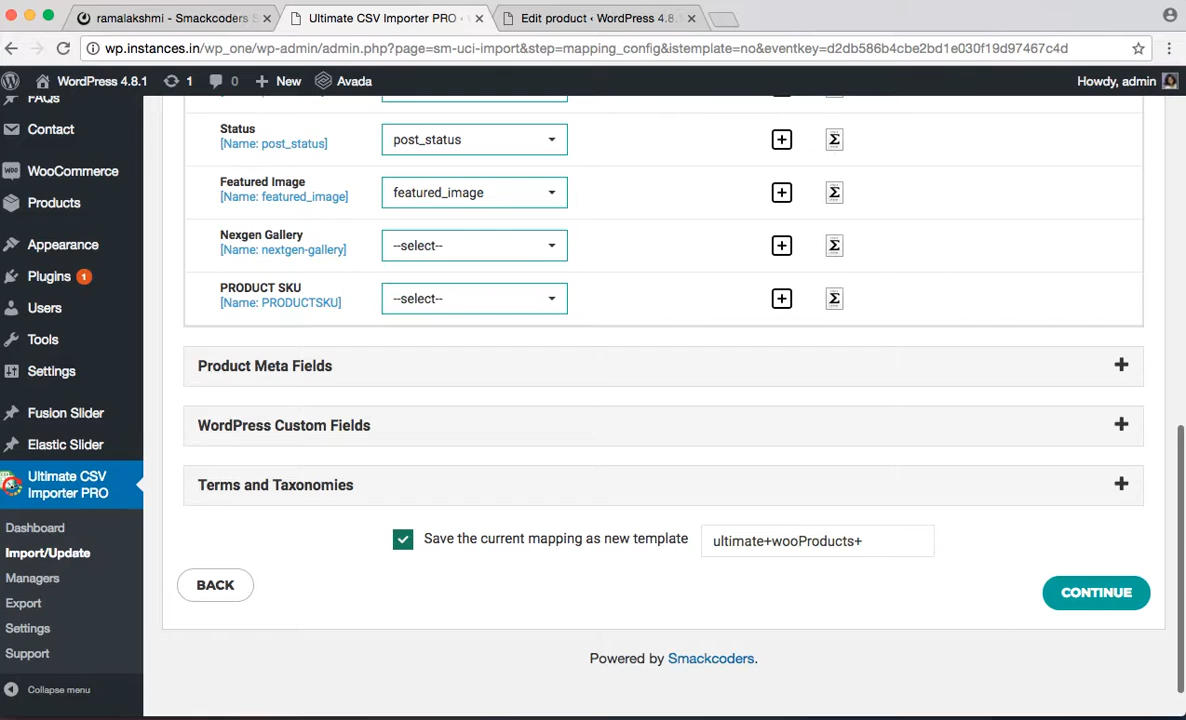 ramalakshmi - Smackcoders S
Ultimate CSV Importer PRO ‹
Edit product ‹ WordPress 4.8.
wp.instances.in/wp_one/wp-admin/admin.php?page=sm-uci-import&step=mapping_config&istemplate=no&eventkey=d2db586b4cbe2bd1e030f19d97467c4d
WordPress 4.8.1
1
0
New
Avada
Howdy, admin
FAQs
Contact
WooCommerce
Products
Appearance
Plugins 1
Users
Tools
Settings
Fusion Slider
Elastic Slider
Ultimate CSV
Importer PRO
Dashboard
Import/Update
Managers
Export
Settings
Support
Collapse menu
Status
[Name: post_status]
post_status
Featured Image
[Name: featured_image]
featured_image
Nexgen Gallery
[Name: nextgen-gallery]
--select--
PRODUCT SKU
[Name: PRODUCTSKU]
--select--
Product Meta Fields
WordPress Custom Fields
Terms and Taxonomies
Save the current mapping as new template
ultimate+wooProducts+
BACK
CONTINUE
Powered by Smackcoders.